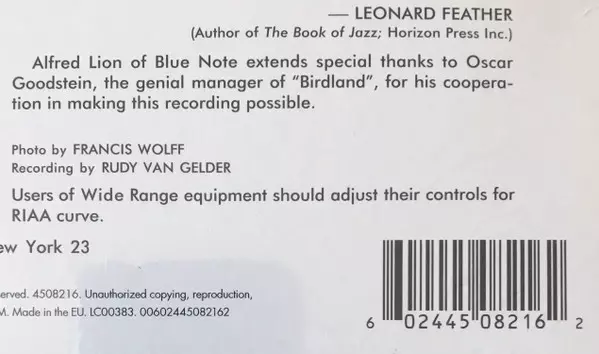 — LEONARD FEATHER
(Author of The Book of Jazz; Horizon Press Inc.)
Alfred Lion of Blue Note extends special thanks to Oscar
Goodstein, the genial manager of “Birdland”, for his coopera-
tion in making this recording possible.
Photo by FRANCIS WOLFF
Recording by RUDY VAN GELDER
Users of Wide Range equipment should adjust their controls for
RIAA curve.
ew York 23
erved. 4508216. Unauthorized copying, reproduction,
M. Made in the EU. LC00383. 00602445082162
6 02445 08216 2